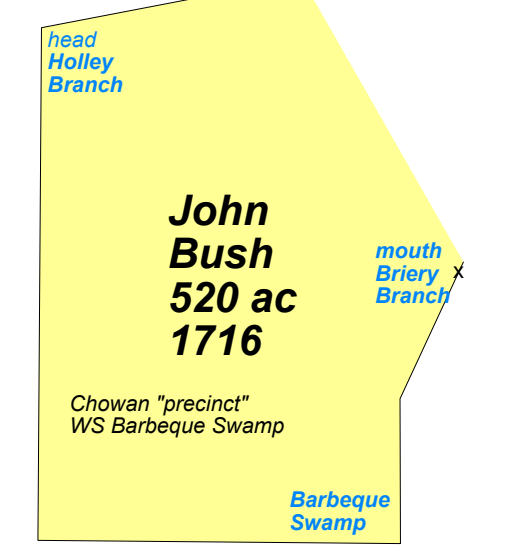 head
Holley
Branch
John
Bush
520 ac
1716
mouth
Briery
Branch
x
Chowan "precinct"
WS Barbeque Swamp
Barbeque
Swamp